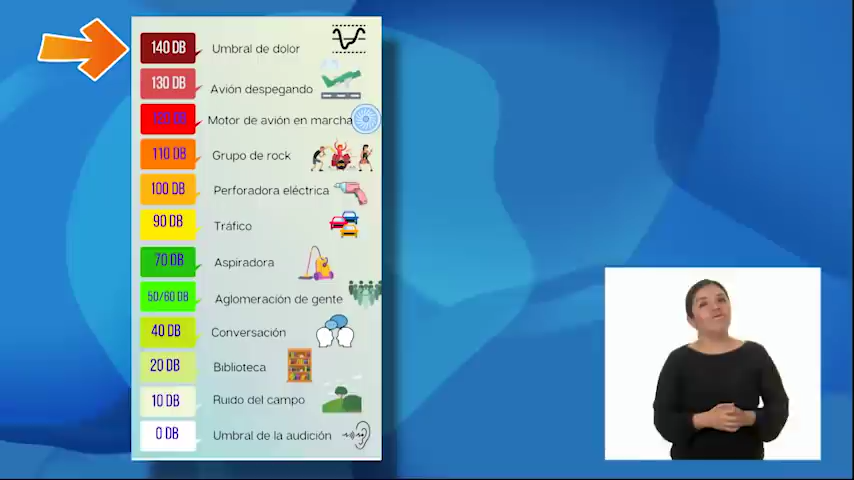 140 DB Umbral de dolor
130 DB Avión despegando
120 DB Motor de avión en marcha
110 DB Grupo de rock
100 DB Perforadora eléctrica
90 DB Tráfico
70 DB Aspiradora
50/60 DB Aglomeración de gente
40 DB Conversación
20 DB Biblioteca
10 DB Ruido del campo
0 DB Umbral de la audición